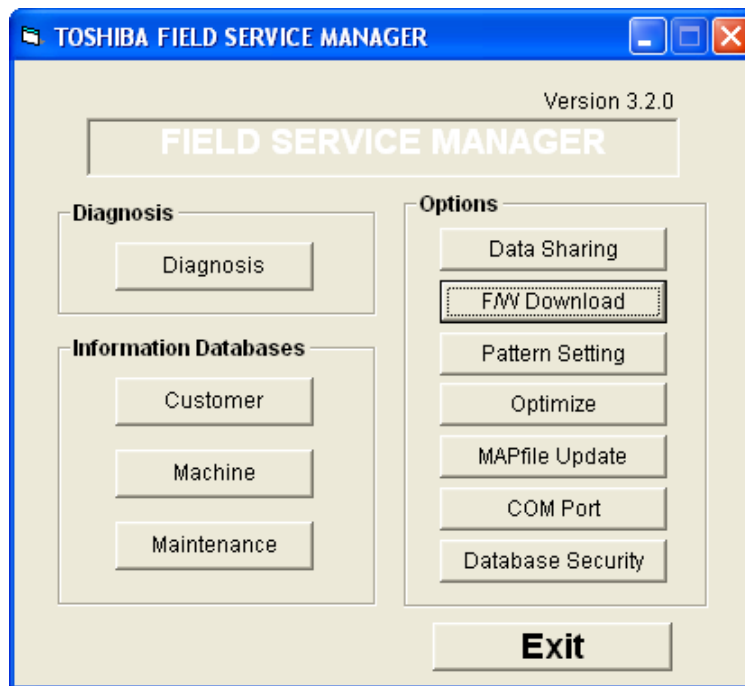 TOSHIBA FIELD SERVICE MANAGER
Version 3.2.0
FIELD SERVICE MANAGER
Diagnosis
Diagnosis
Information Databases
Customer
Machine
Maintenance
Options
Data Sharing
F/W Download
Pattern Setting
Optimize
MAPfile Update
COM Port
Database Security
Exit